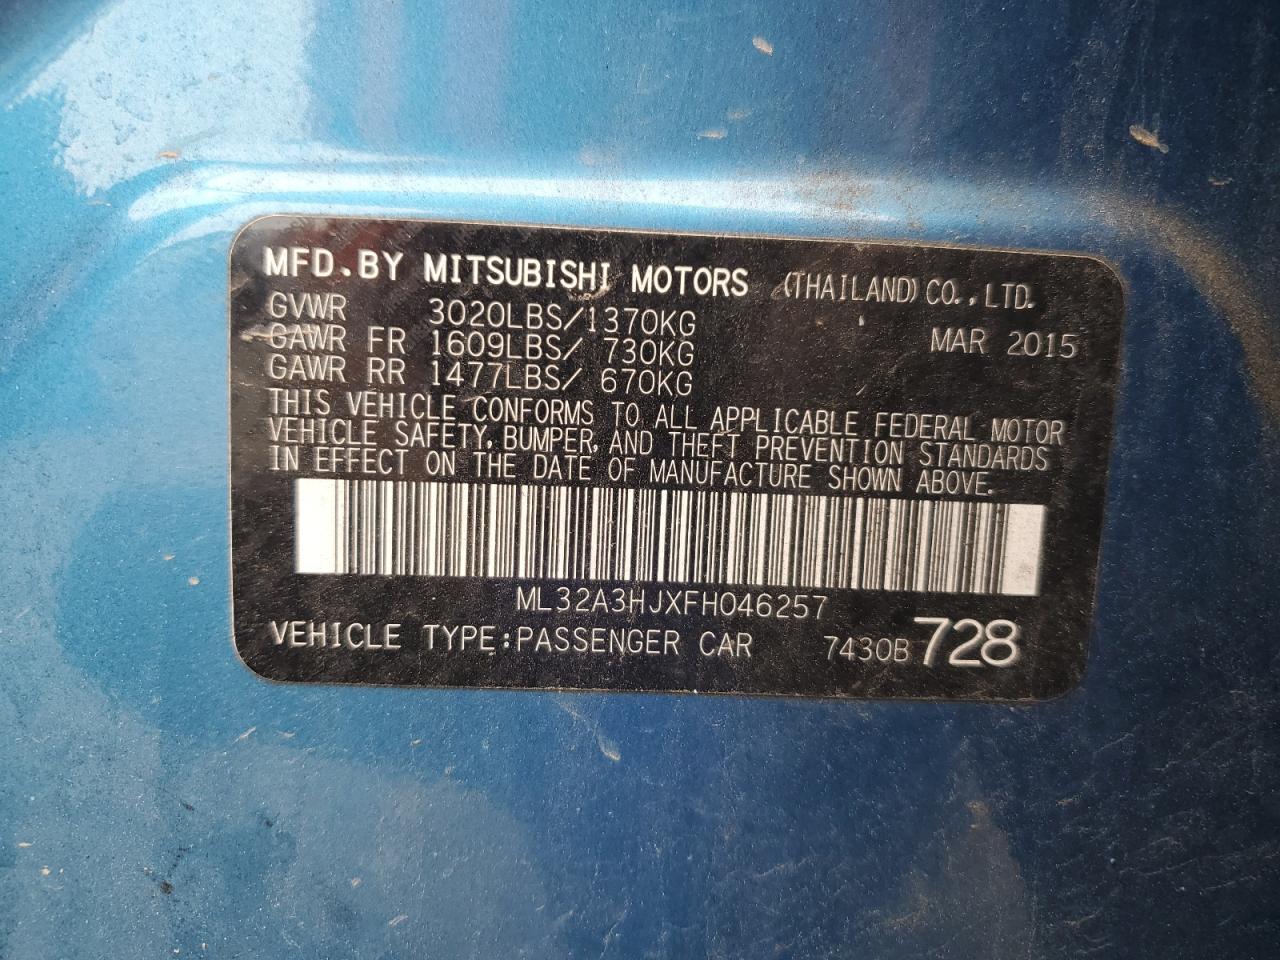 MFD.BY MITSUBISHI MOTORS (THAILAND) CO.,LTD.
GVWR 3020LBS/1370KG
GAWR FR 1609LBS/ 730KG MAR 2015
GAWR RR 1477LBS/ 670KG
THIS VEHICLE CONFORMS TO ALL APPLICABLE FEDERAL MOTOR
VEHICLE SAFETY, BUMPER, AND THEFT PREVENTION STANDARDS
IN EFFECT ON THE DATE OF MANUFACTURE SHOWN ABOVE.
ML32A3HJXFH046257
VEHICLE TYPE:PASSENGER CAR 7430B 728